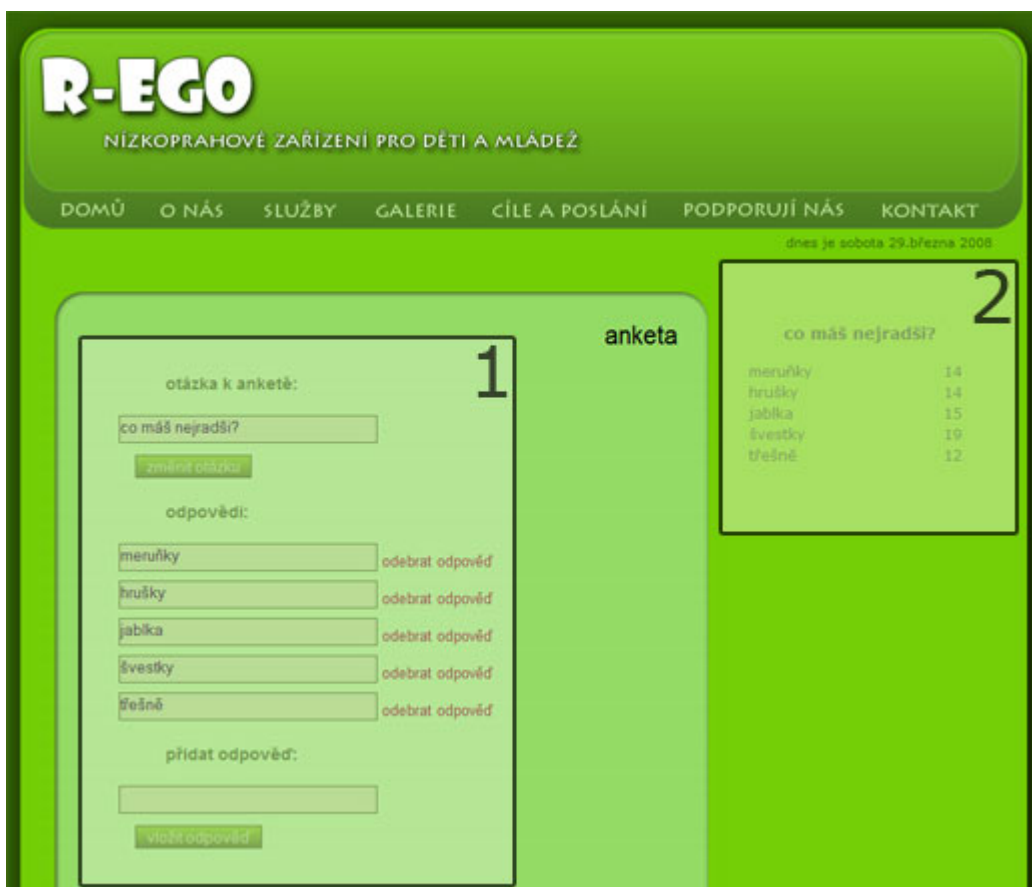 R-EGO
NÍZKOPRAHOVÉ ZAŘÍZENÍ PRO DĚTI A MLÁDEŽ
DOMŮ O NÁS SLUŽBY GALERIE CÍLE A POSLÁNÍ PODPORUJÍ NÁS KONTAKT
dnes je sobota 29.března 2008
anketa
1
otázka k anketě:
co máš nejradši?
změnit otázku
odpovědi:
meruňky odebrat odpověď
hrušky odebrat odpověď
jablka odebrat odpověď
švestky odebrat odpověď
třešně odebrat odpověď
přidat odpověď:
vložit odpověď
2
co máš nejradši?
meruňky 14
hrušky 14
jablka 15
švestky 19
třešně 12